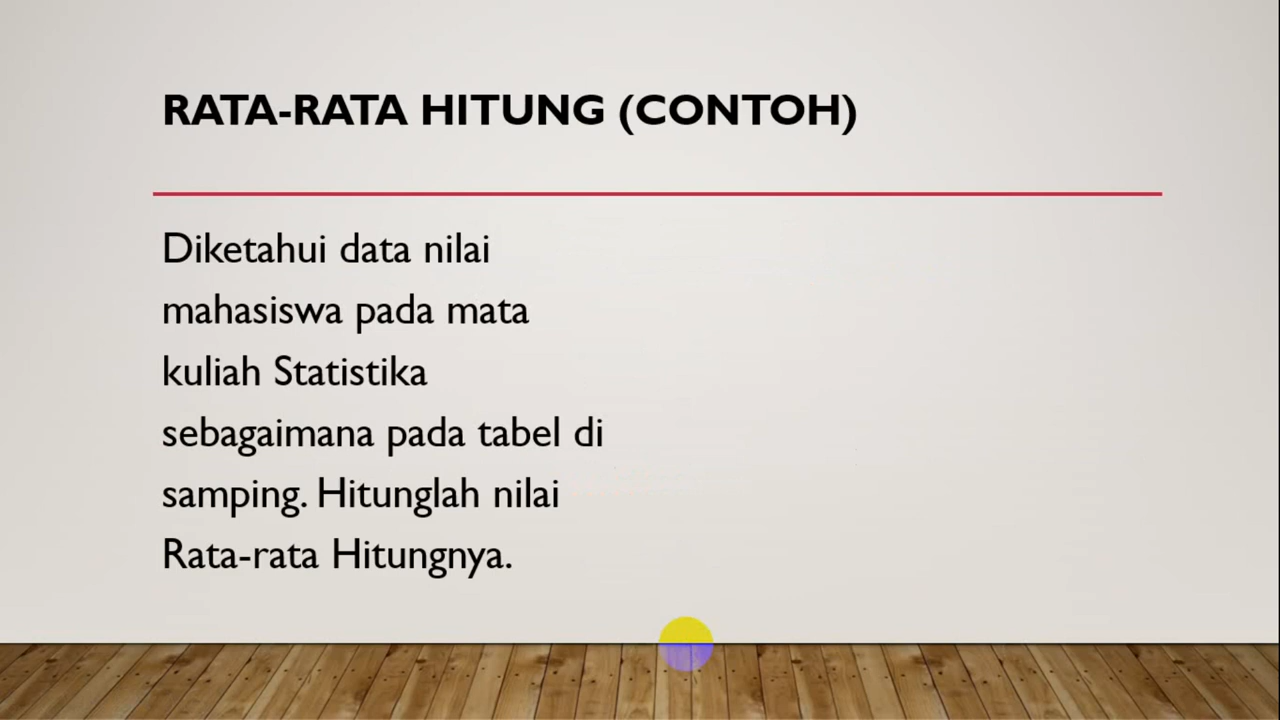 RATA-RATA HITUNG (CONTOH)
Diketahui data nilai
mahasiswa pada mata
kuliah Statistika
sebagaimana pada tabel di
samping. Hitunglah nilai
Rata-rata Hitungnya.